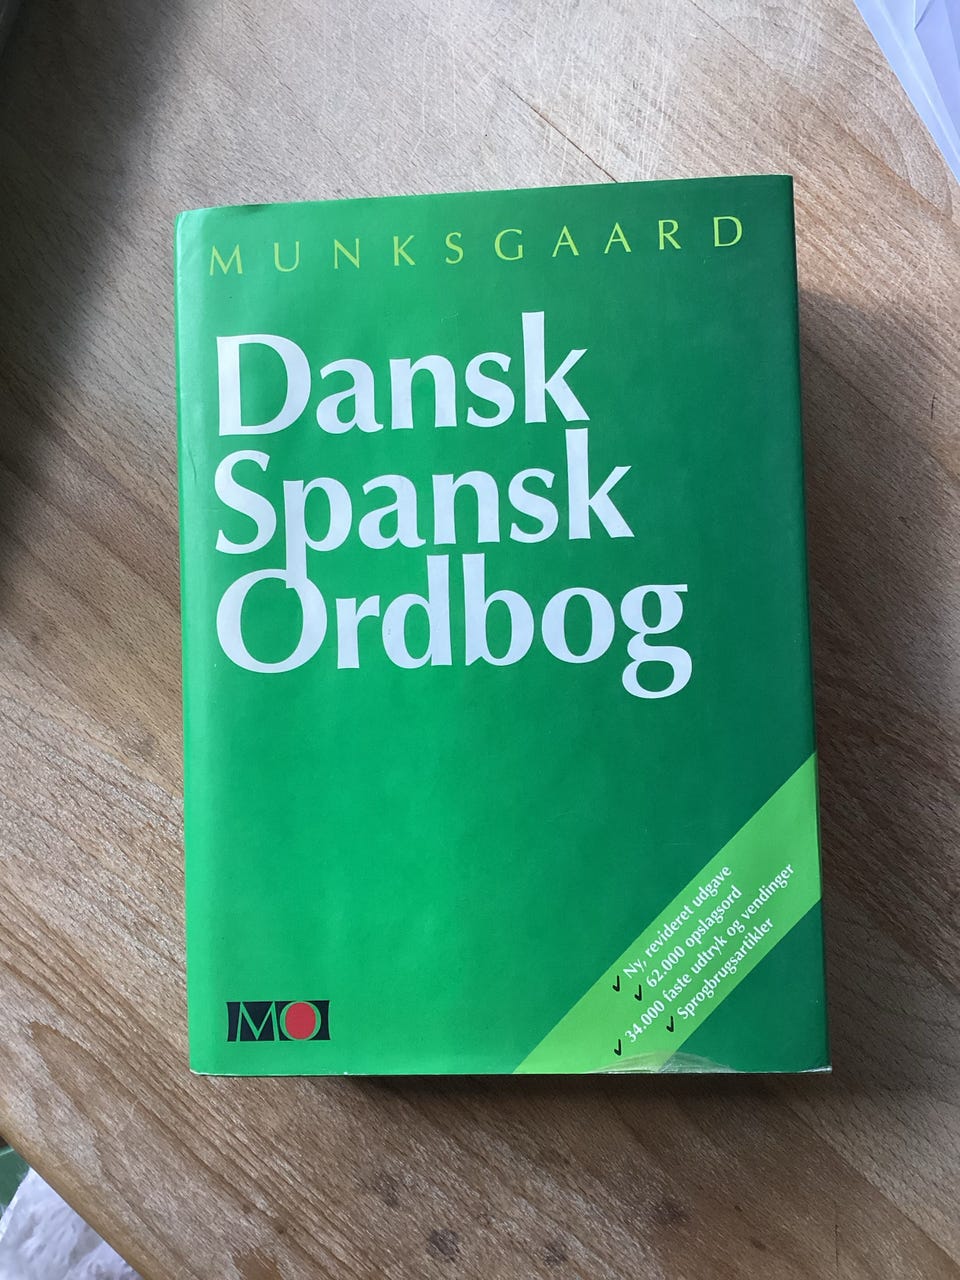 MUNKSGAARD
Dansk
Spansk
Ordbog
Ny, revideret udgave
62.000 opslagsord
34.000 faste udtryk og vendinger
Sprogbrugsartikler
MO